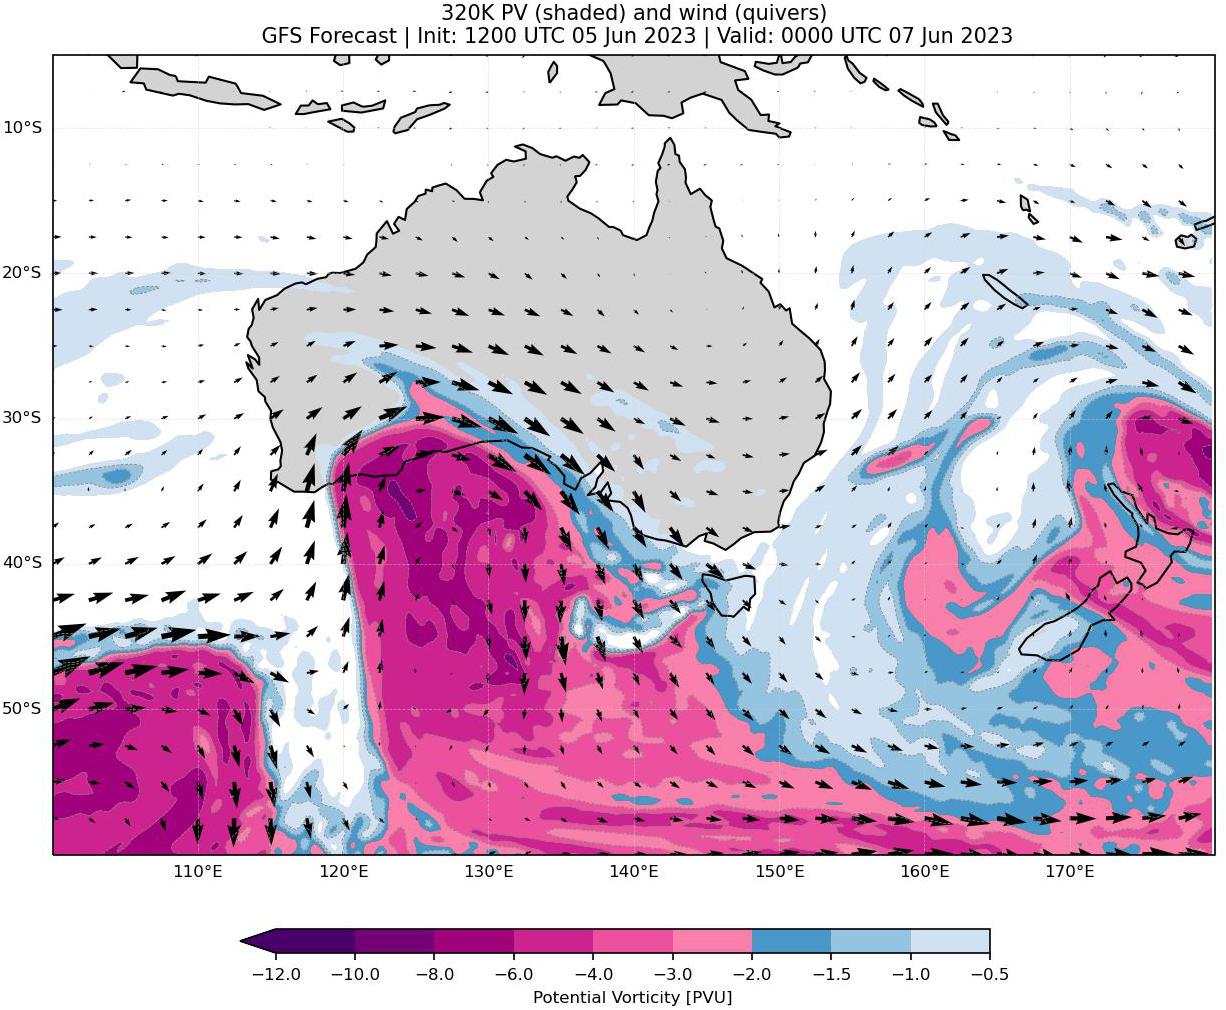 320K PV (shaded) and wind (quivers)
GFS Forecast | Init: 1200 UTC 05 Jun 2023 | Valid: 0000 UTC 07 Jun 2023
10°S
20°S
30°S
40°S
50°S
110°E 120°E 130°E 140°E 150°E 160°E 170°E
−12.0 −10.0 −8.0 −6.0 −4.0 −3.0 −2.0 −1.5 −1.0 −0.5
Potential Vorticity [PVU]